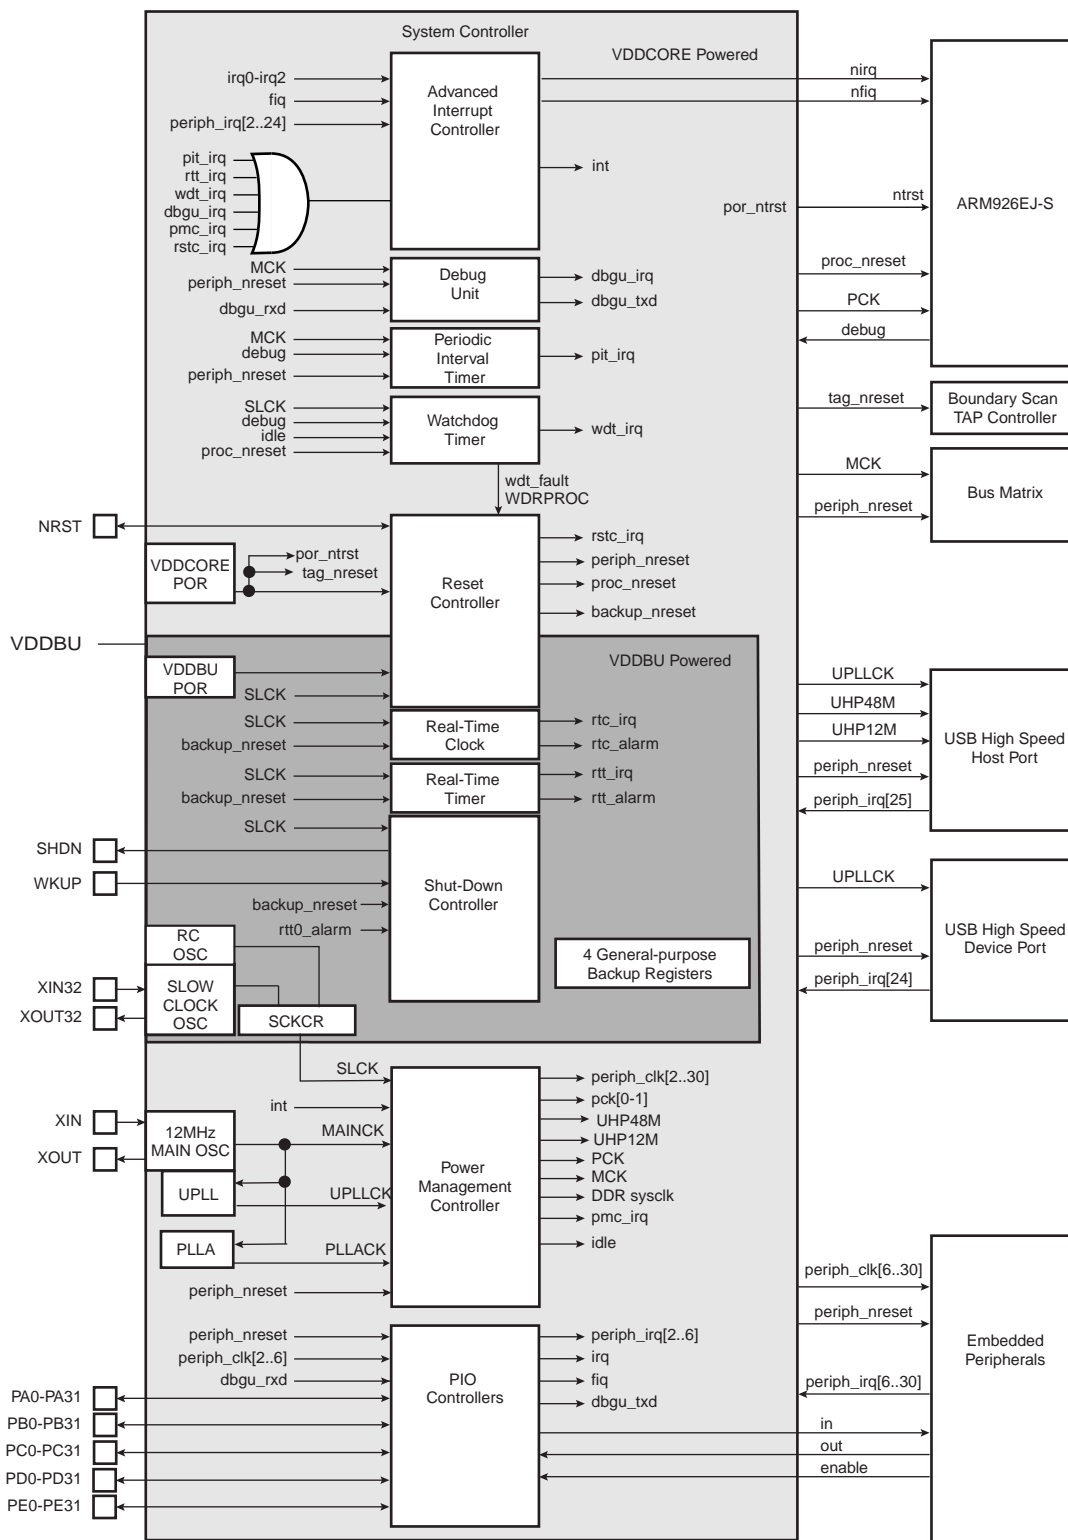 System Controller
VDDCORE Powered
irq0-irq2
fiq
periph_irq[2..24]
Advanced
Interrupt
Controller
nirq
nfiq
int
pit_irq
rtt_irq
wdt_irq
dbgu_irq
pmc_irq
rstc_irq
por_ntrst
ntrst
ARM926EJ-S
MCK
periph_nreset
dbgu_rxd
Debug
Unit
dbgu_irq
dbgu_txd
proc_nreset
PCK
debug
MCK
debug
periph_nreset
Periodic
Interval
Timer
pit_irq
SLCK
debug
idle
proc_nreset
Watchdog
Timer
wdt_irq
tag_nreset
Boundary Scan
TAP Controller
wdt_fault
WDRPROC
MCK
periph_nreset
Bus Matrix
NRST
VDDCORE
POR
por_ntrst
tag_nreset
Reset
Controller
rstc_irq
periph_nreset
proc_nreset
backup_nreset
VDDBU
VDDBU Powered
VDDBU
POR
SLCK
SLCK
backup_nreset
Real-Time
Clock
rtc_irq
rtc_alarm
SLCK
backup_nreset
Real-Time
Timer
rtt_irq
rtt_alarm
UPLLCK
UHP48M
UHP12M
periph_nreset
periph_irq[25]
USB High Speed
Host Port
SLCK
SHDN
WKUP
backup_nreset
rtt0_alarm
Shut-Down
Controller
4 General-purpose
Backup Registers
UPLLCK
periph_nreset
periph_irq[24]
USB High Speed
Device Port
RC
OSC
XIN32
XOUT32
SLOW
CLOCK
OSC
SCKCR
SLCK
int
XIN
XOUT
12MHz
MAIN OSC
MAINCK
UPLL
UPLLCK
PLLA
PLLACK
periph_nreset
Power
Management
Controller
periph_clk[2..30]
pck[0-1]
UHP48M
UHP12M
PCK
MCK
DDR sysclk
pmc_irq
idle
periph_nreset
periph_clk[2..6]
dbgu_rxd
PA0-PA31
PB0-PB31
PC0-PC31
PD0-PD31
PE0-PE31
PIO
Controllers
periph_irq[2..6]
irq
fiq
dbgu_txd
periph_clk[6..30]
periph_nreset
periph_irq[6..30]
in
out
enable
Embedded
Peripherals